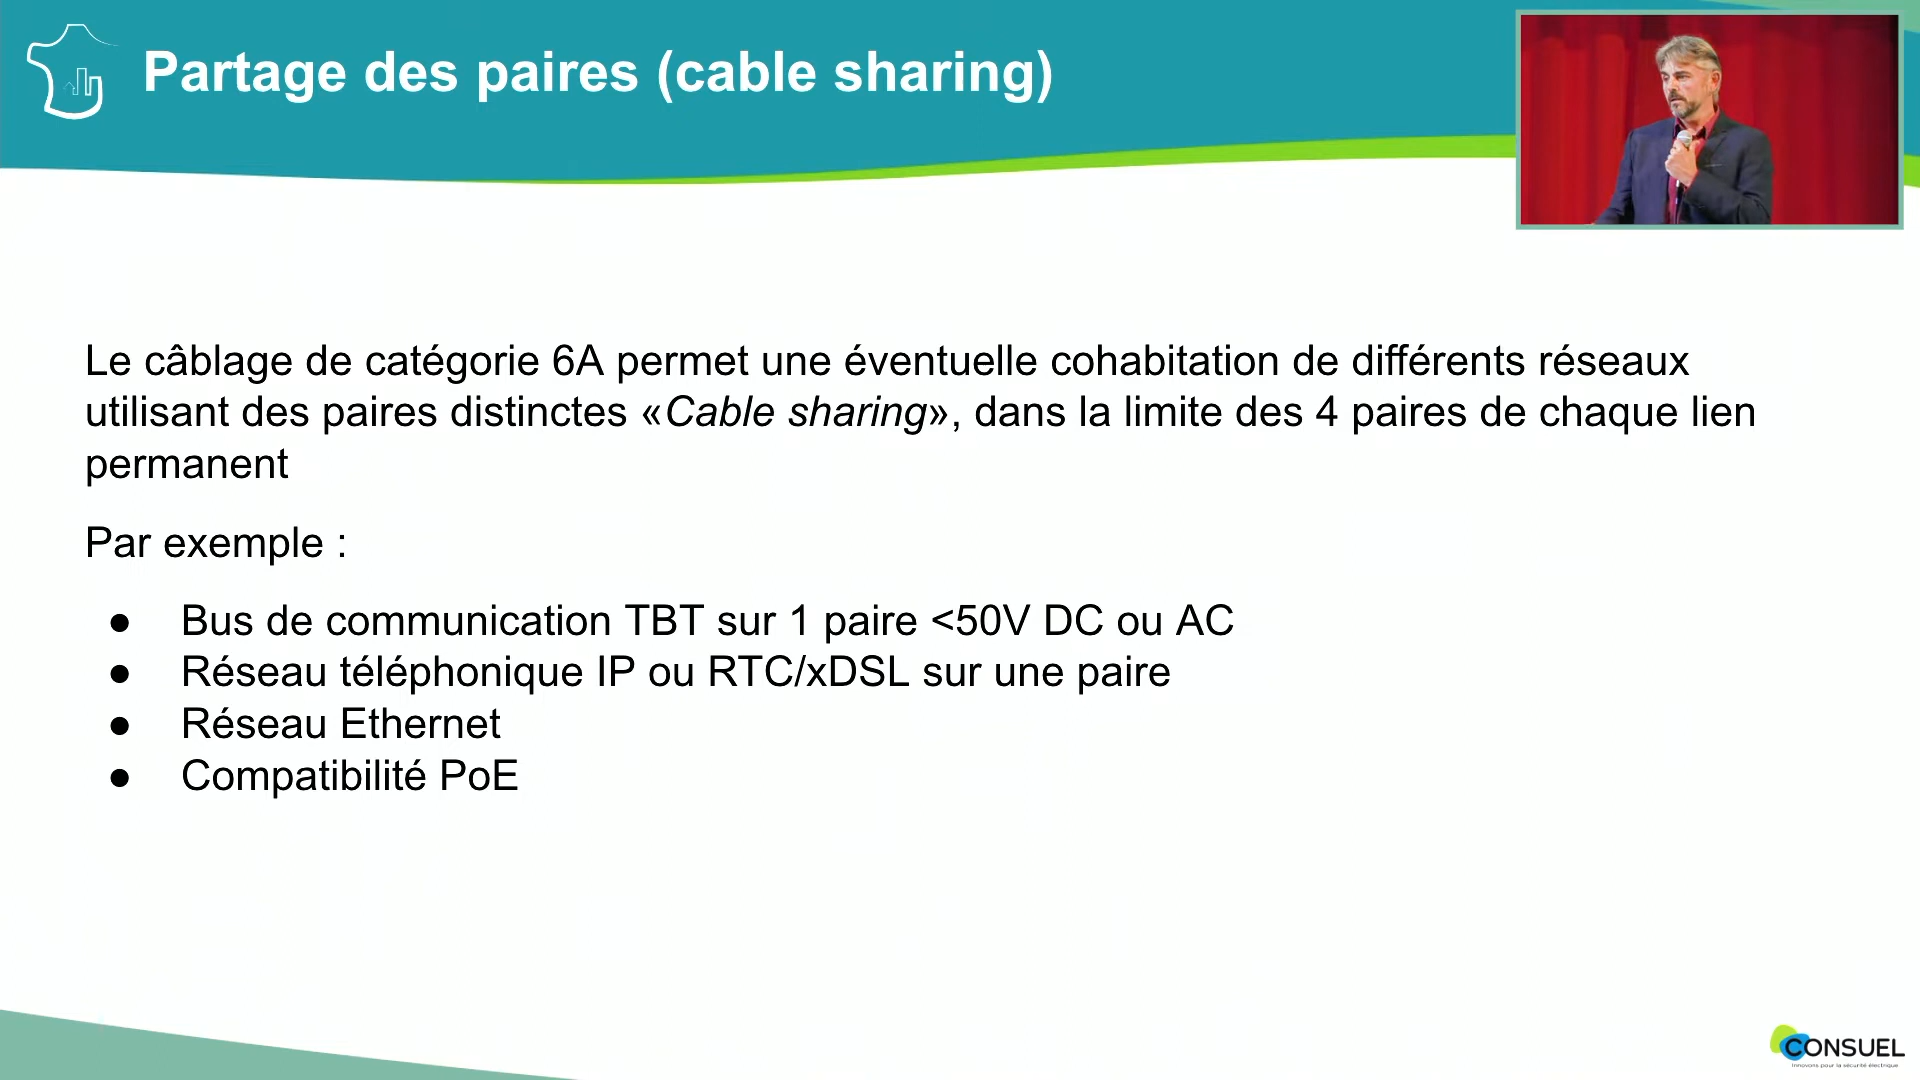 Partage des paires (cable sharing)
Le câblage de catégorie 6A permet une éventuelle cohabitation de différents réseaux
utilisant des paires distinctes «Cable sharing», dans la limite des 4 paires de chaque lien
permanent
Par exemple :
● Bus de communication TBT sur 1 paire <50V DC ou AC
● Réseau téléphonique IP ou RTC/xDSL sur une paire
● Réseau Ethernet
● Compatibilité PoE
CONSUEL
Innovons pour la sécurité électrique